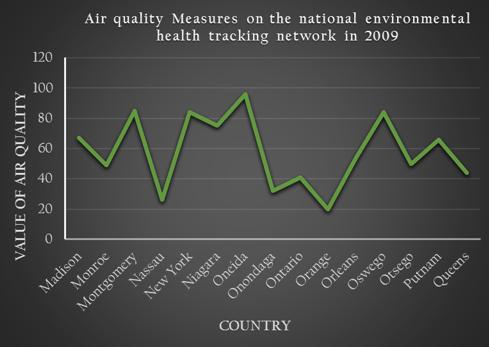 Air quality Measures on the national environmental
health tracking network in 2009
VALUE OF AIR QUALITY
120
100
80
60
40
20
0
Madison
Monroe
Montgomery
Nassau
New York
Niagara
Oneida
Onondaga
Ontario
Orange
Orleans
Oswego
Otsego
Putnam
Queens
COUNTRY